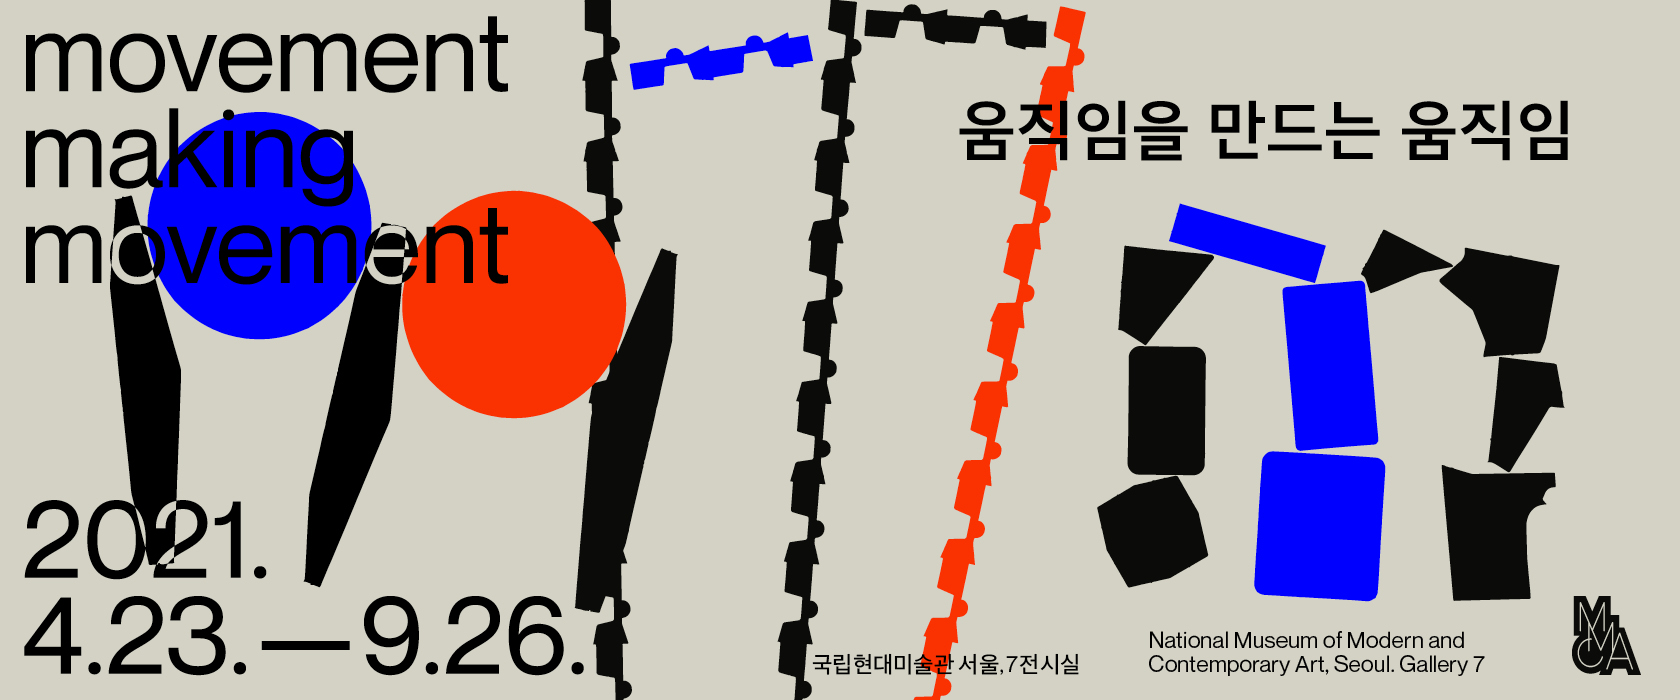 movement
making
movement
움직임을 만드는 움직임
2021.
4.23.—9.26.
국립현대미술관 서울, 7전시실
National Museum of Modern and
Contemporary Art, Seoul. Gallery 7
MMCA